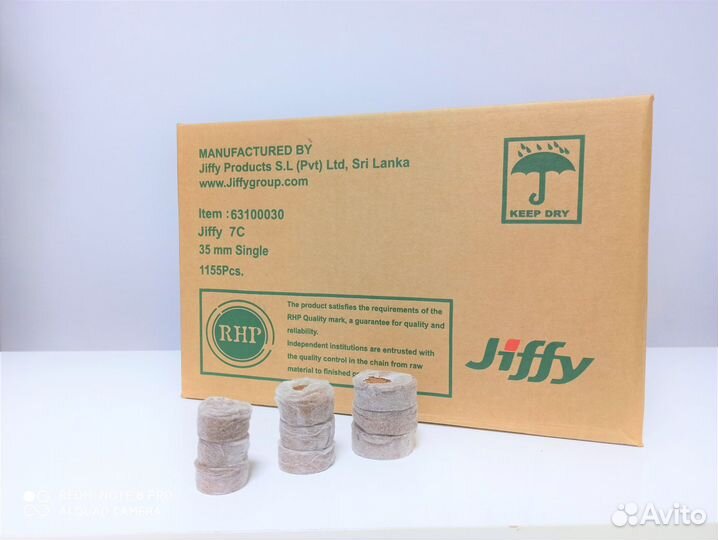 MANUFACTURED BY
Jiffy Products S.L (Pvt) Ltd, Sri Lanka
www.Jiffygroup.com
Item : 63100030
Jiffy 7C
35 mm Single
1155Pcs.
KEEP DRY
RHP
The product satisfies the requirements of the
RHP Quality mark, a guarantee for quality and
reliability.
Independent institutions are entrusted with
the quality control in the chain from raw
material to finished
Jiffy
REDMI NOTE 8 PRO
AI QUAD CAMERA
Avito